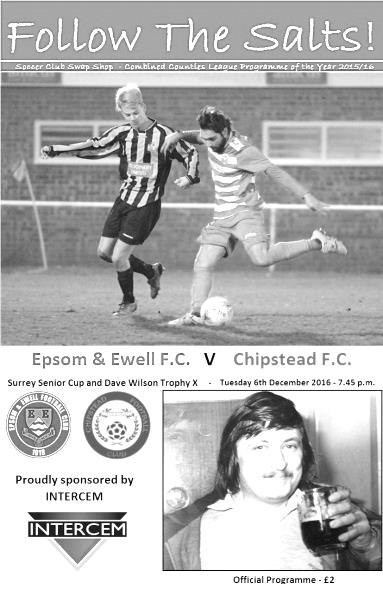 Follow The Salts!
Soccer Club Swap Shop - Combined Counties League Programme of the Year 2015/16
Epsom & Ewell F.C. V Chipstead F.C.
Surrey Senior Cup and Dave Wilson Trophy X - Tuesday 6th December 2016 - 7.45 p.m.
EPSOM & EWELL FOOTBALL CLUB
E E
1918
CHIPSTEAD FOOTBALL
CLUB
Proudly sponsored by
INTERCEM
INTERCEM
Official Programme - £2